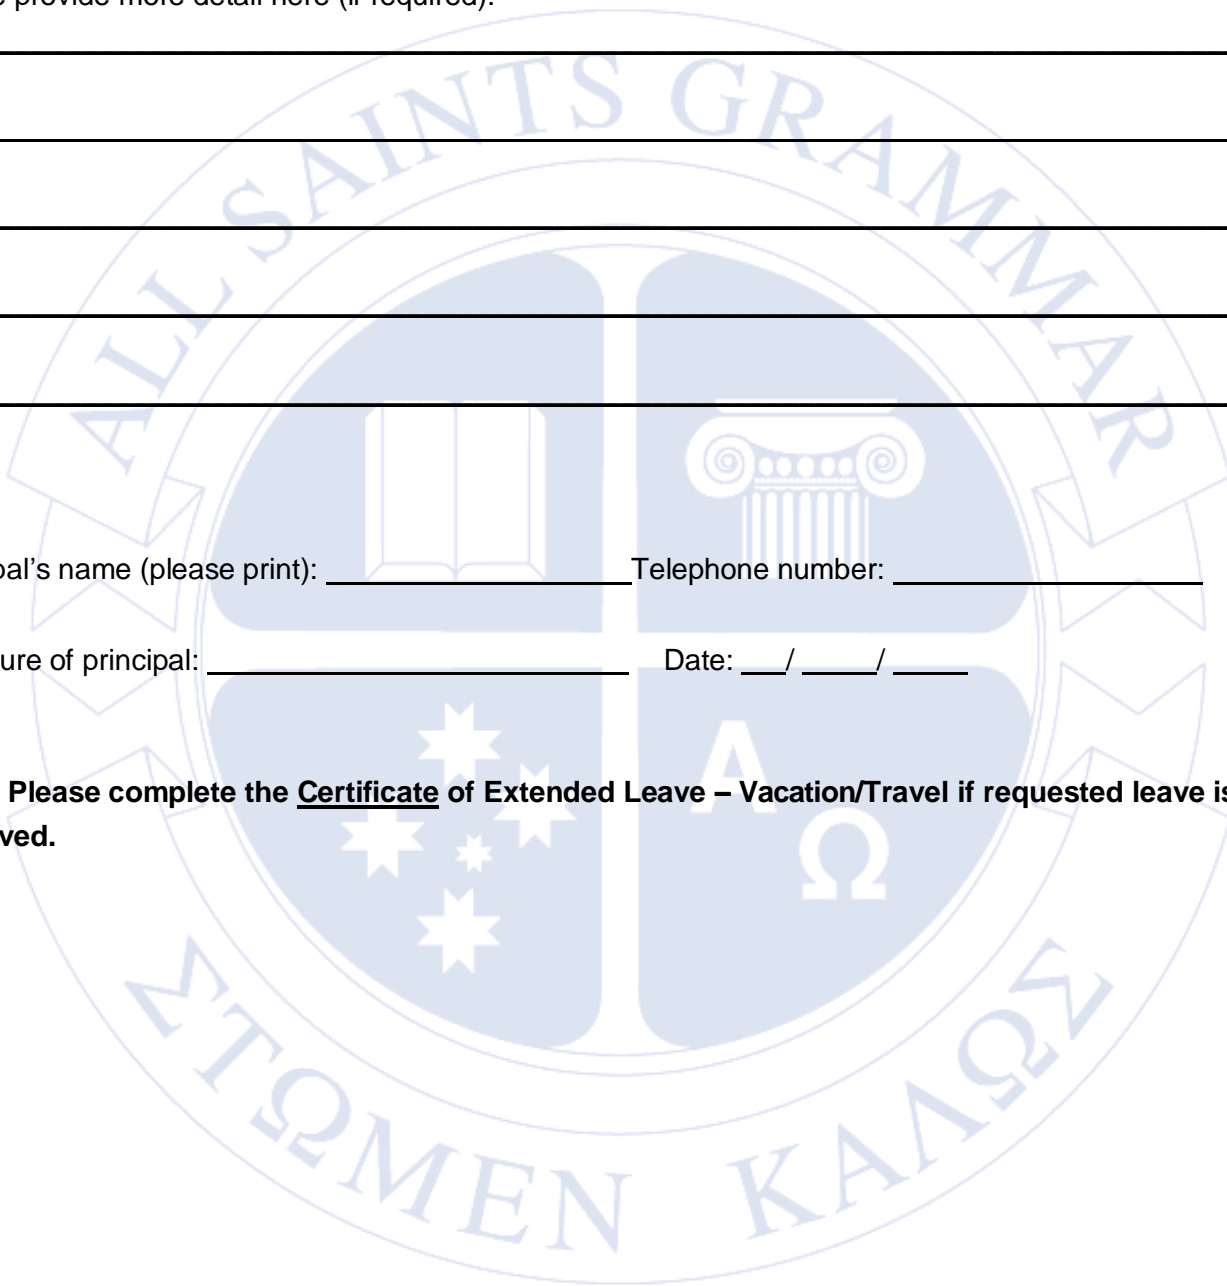 provide more detail here (if required):
ALL SAINTS GRAMMAR
pal's name (please print): Telephone number:
ure of principal: Date: / /
Please complete the Certificate of Extended Leave – Vacation/Travel if requested leave is
ved.
Α
Ω
ΣΤΩΜΕΝ ΚΑΛΩΣ